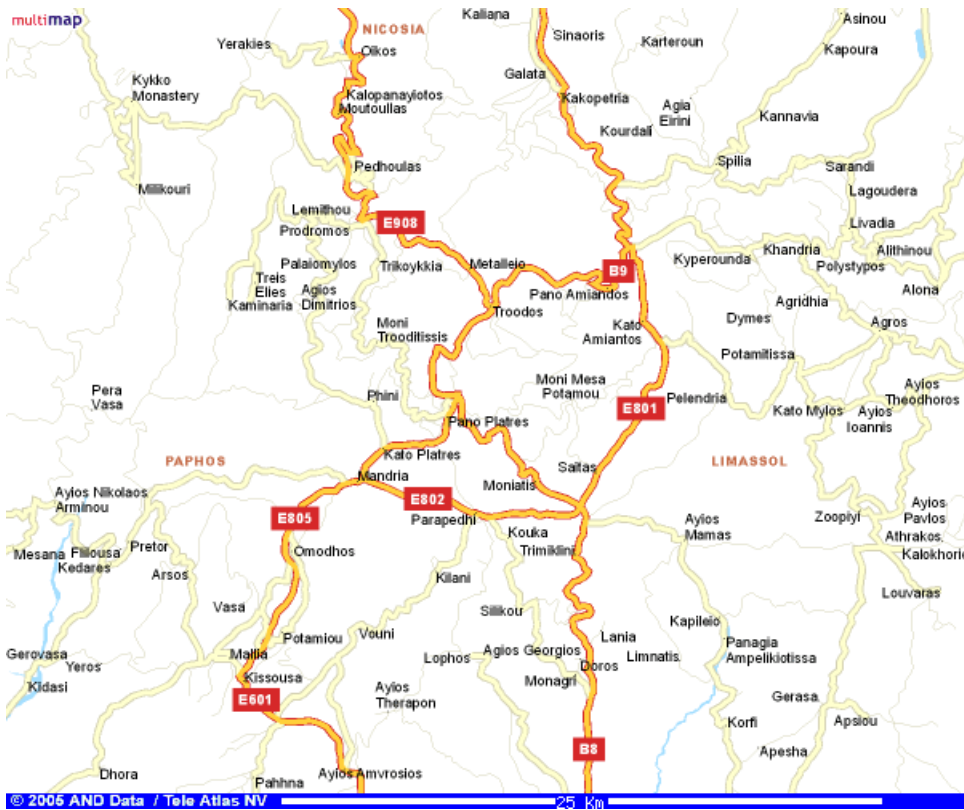 multimap
NICOSIA
Kaliana
Asinou
Yerakies
Oikos
Sinaoris
Karteroun
Kapoura
Kykko
Monastery
Galata
Kalopanayiotos
Moutoullas
Kakopetria
Agia
Eirini
Kannavia
Kourdali
Pedhoulas
Spilia
Sarandi
Milikouri
Lagoudera
Lemithou
Prodromos
E908
Livadia
Palaiomylos
Trikoykkia
Metalleio
B9
Kyperounda
Khandria
Alithinou
Polystypos
Treis
Elies
Kaminaria
Agios
Dimitrios
Pano Amiandos
Alona
Agridhia
Troodos
Kato
Amiantos
Dymes
Agros
Moni
Trooditissis
Potamitissa
Pera
Vasa
Phini
Moni Mesa
Potamou
Pelendria
Ayios
Theodhoros
E801
Kato Mylos
Ayios
Ioannis
Pano Platres
Kato Platres
PAPHOS
Mandria
Saitas
LIMASSOL
Moniatis
Ayios Nikolaos
Arminou
E802
E805
Parapedhi
Kouka
Trimiklini
Ayios
Mamas
Zoopiyi
Ayios
Pavlos
Athrakos
Kalokhorio
Mesana
Filousa
Kedares
Pretor
Omodhos
Arsos
Kilani
Louvaras
Vasa
Silikou
Kapileio
Potamiou
Vouni
Lania
Panagia
Ampelikiotissa
Gerovasa
Yeros
Mallia
Lophos
Agios Georgios
Doros
Limnatis
Kidasi
Kissousa
Monagri
E601
Ayios
Therapon
Gerasa
Korfi
Apsiou
B8
Apesha
Dhora
Pahhna
Ayios Amvrosios
© 2005 AND Data / Tele Atlas NV
25 Km